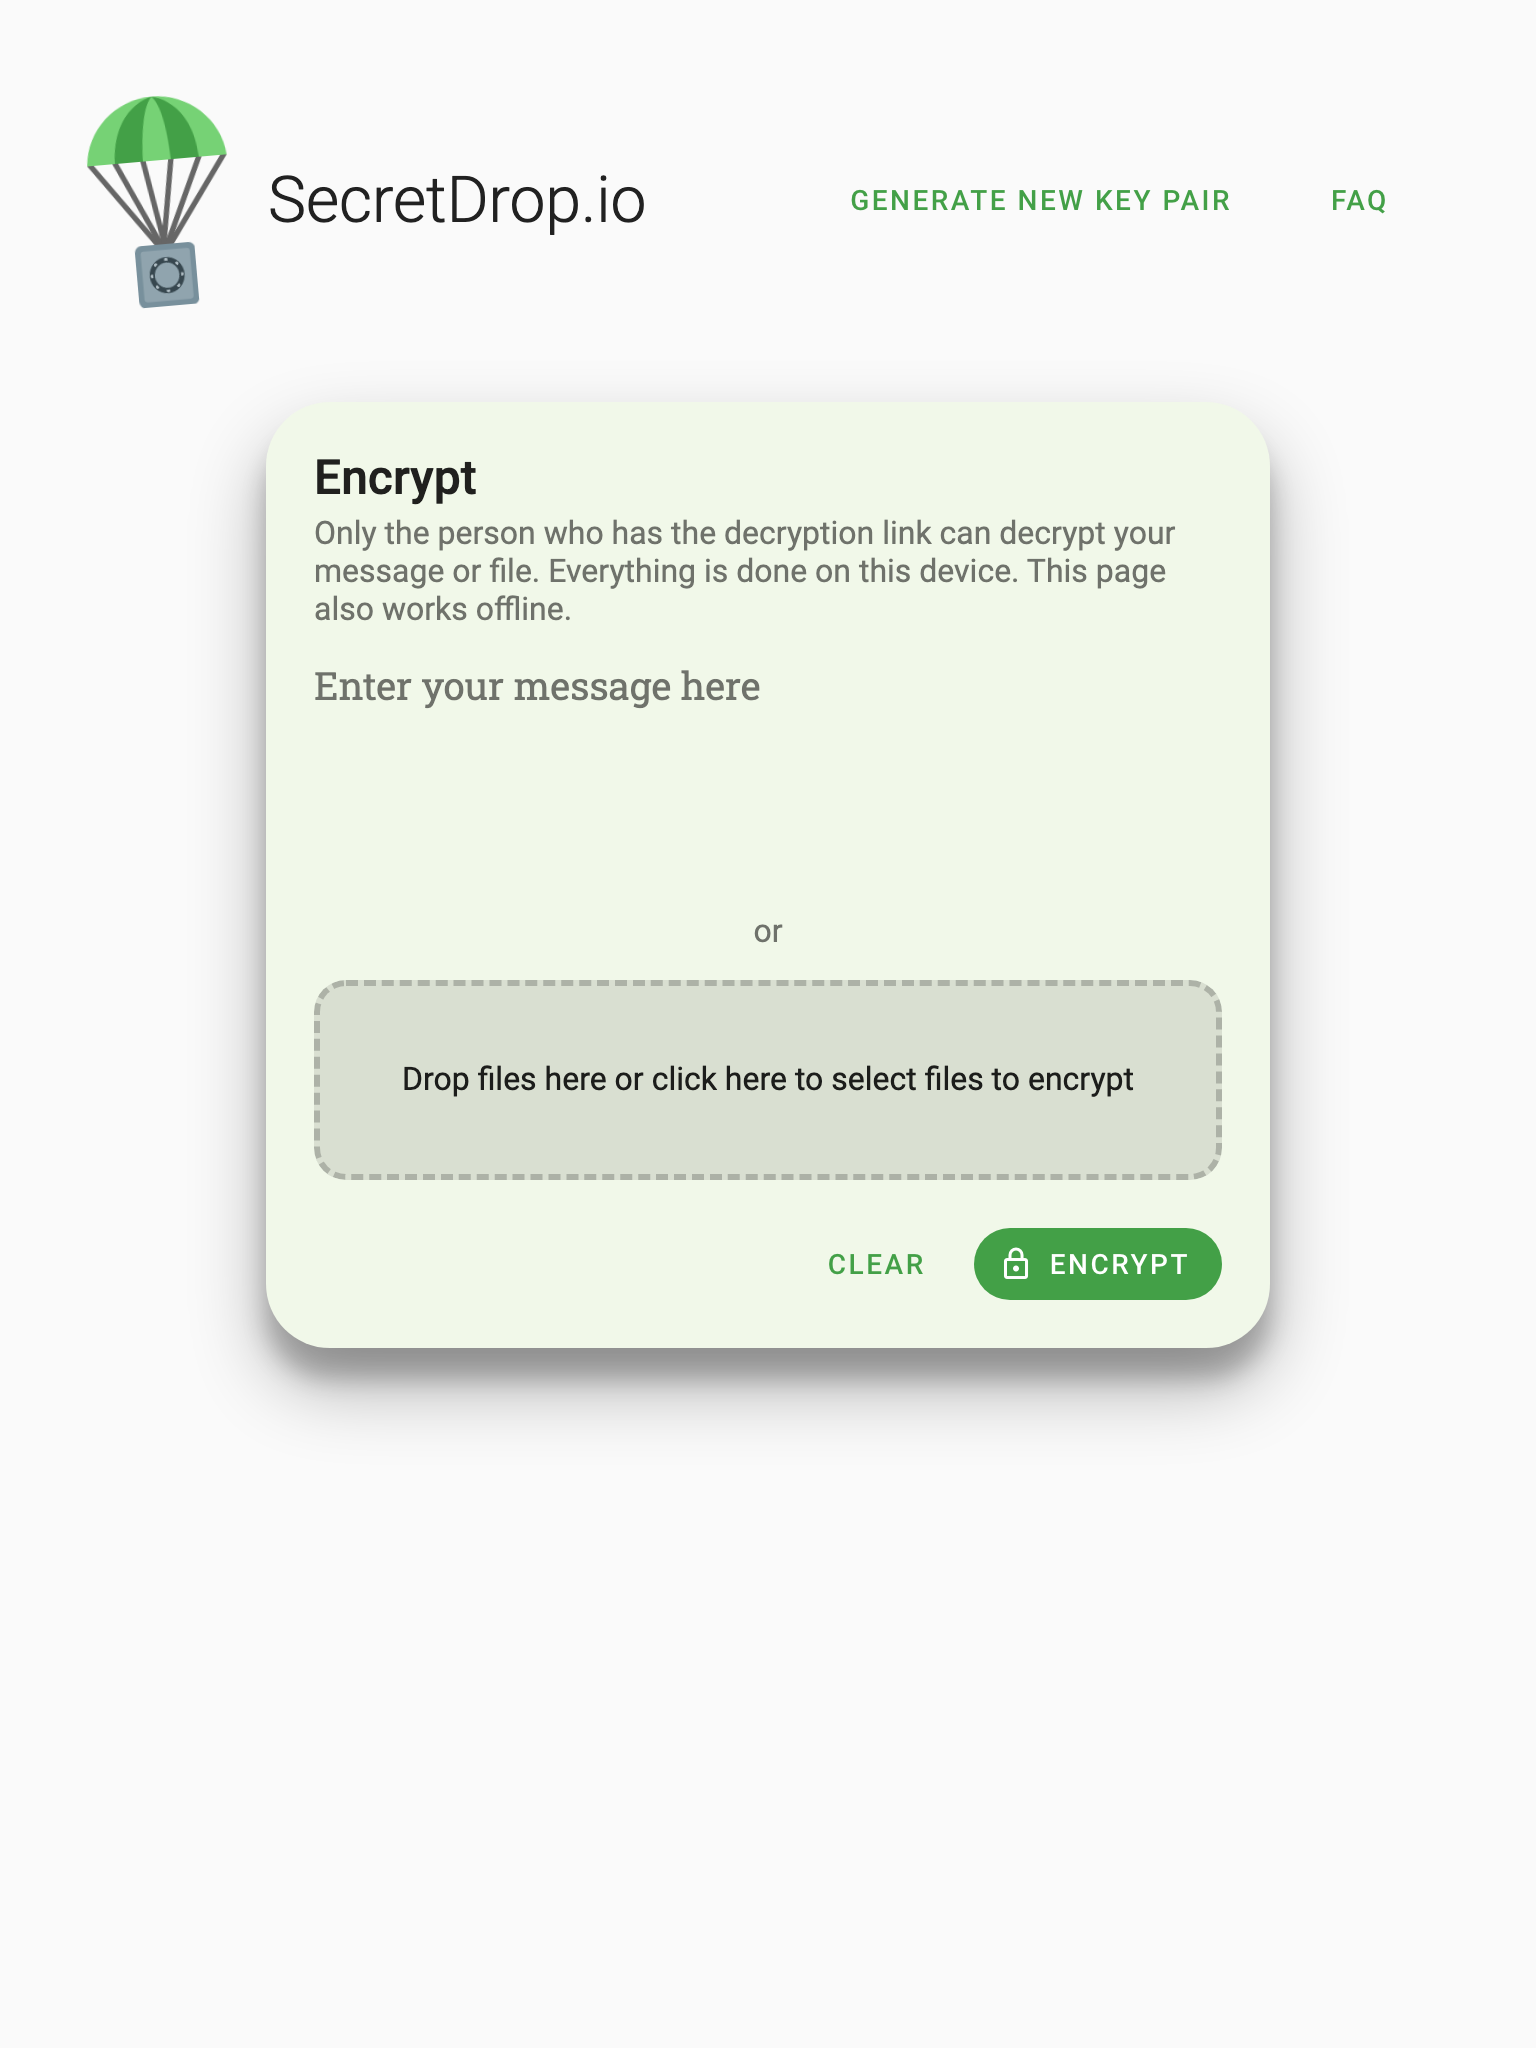 SecretDrop.io
GENERATE NEW KEY PAIR
FAQ
Encrypt
Only the person who has the decryption link can decrypt your
message or file. Everything is done on this device. This page
also works offline.
Enter your message here
or
Drop files here or click here to select files to encrypt
CLEAR
ENCRYPT